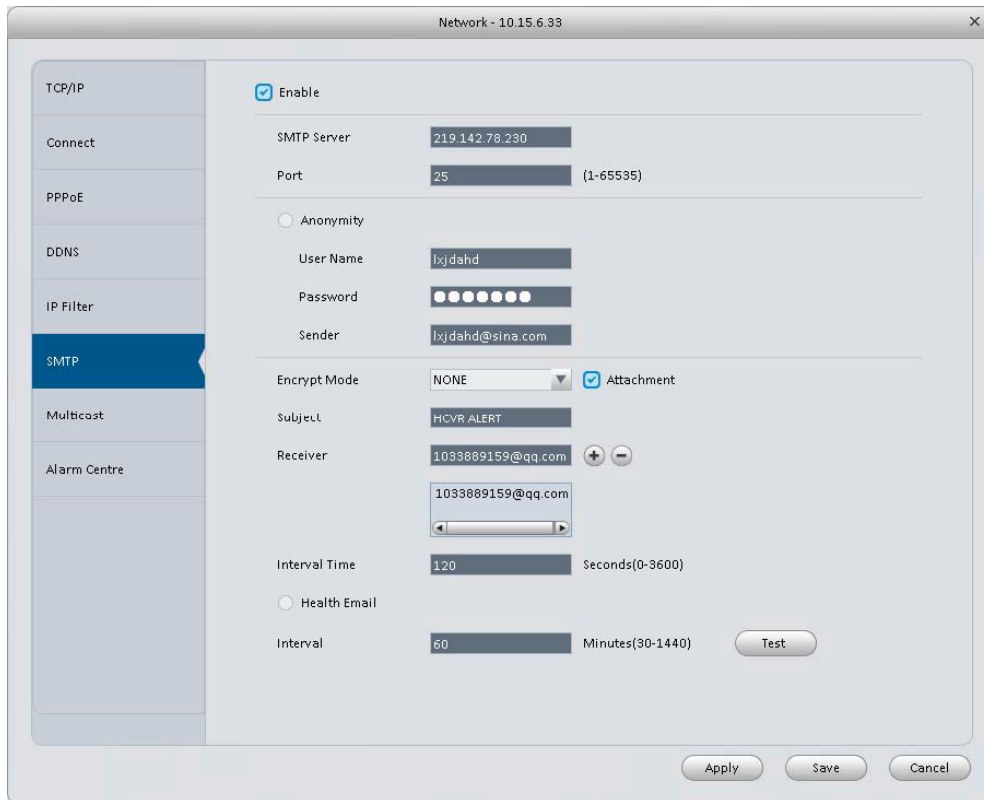 Network - 10.15.6.33
TCP/IP
Connect
PPPoE
DDNS
IP Filter
SMTP
Multicast
Alarm Centre
Enable
SMTP Server 219.142.78.230
Port 25 (1-65535)
Anonymity
User Name lxjdahd
Password
Sender lxjdahd@sina.com
Encrypt Mode NONE Attachment
Subject HCVR ALERT
Receiver 1033889159@qq.com
1033889159@qq.com
Interval Time 120 Seconds(0-3600)
Health Email
Interval 60 Minutes(30-1440) Test
Apply Save Cancel